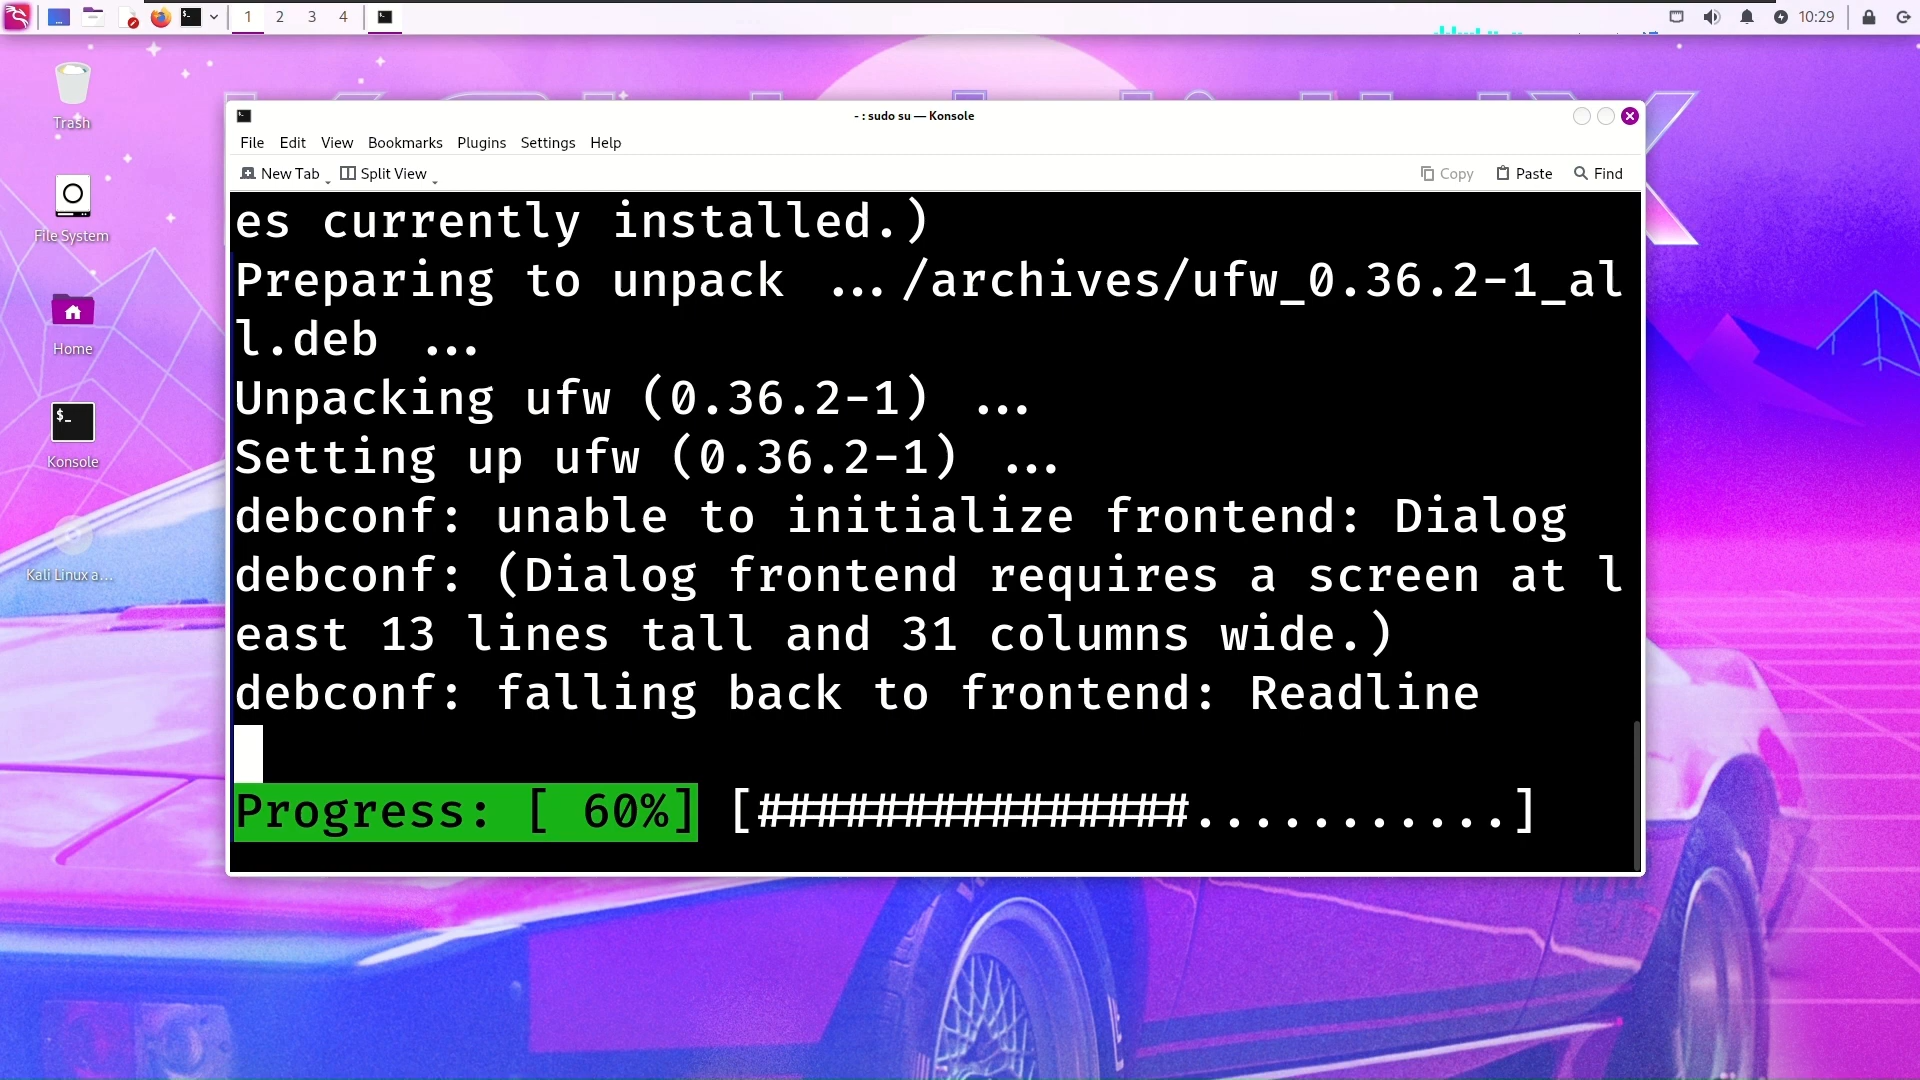 1 2 3 4
10:29
Trash
File System
Home
Konsole
Kali Linux a...
- : sudo su — Konsole
File Edit View Bookmarks Plugins Settings Help
New Tab Split View Copy Paste Find
es currently installed.)
Preparing to unpack .../archives/ufw_0.36.2-1_al
l.deb ...
Unpacking ufw (0.36.2-1) ...
Setting up ufw (0.36.2-1) ...
debconf: unable to initialize frontend: Dialog
debconf: (Dialog frontend requires a screen at l
east 13 lines tall and 31 columns wide.)
debconf: falling back to frontend: Readline
Progress: [ 60%] [###############...........]